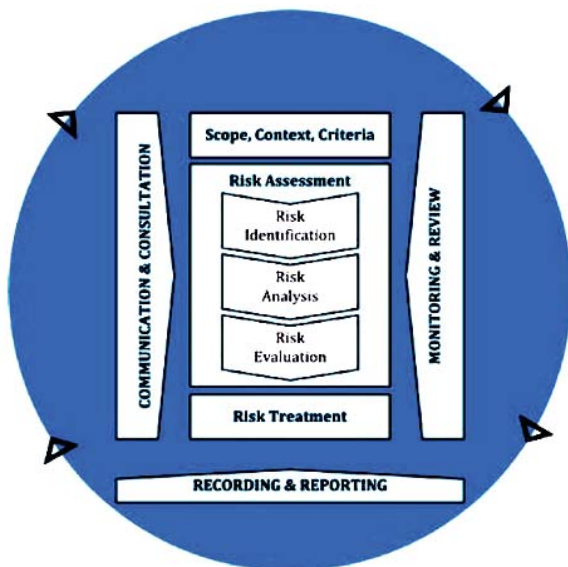 Scope, Context, Criteria
COMMUNICATION & CONSULTATION
Risk Assessment
Risk
Identification
Risk
Analysis
Risk
Evaluation
MONITORING & REVIEW
Risk Treatment
RECORDING & REPORTING